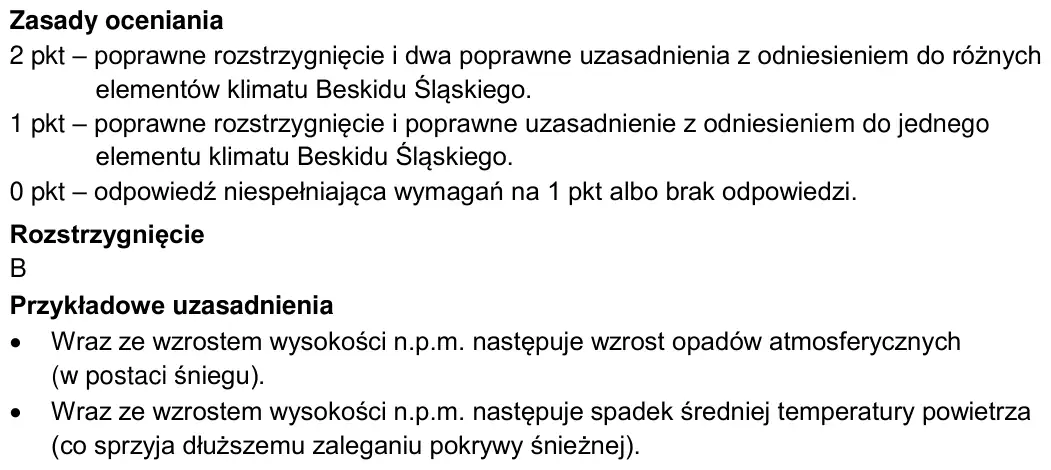 Zasady oceniania
2 pkt – poprawne rozstrzygnięcie i dwa poprawne uzasadnienia z odniesieniem do różnych
elementów klimatu Beskidu Śląskiego.
1 pkt – poprawne rozstrzygnięcie i poprawne uzasadnienie z odniesieniem do jednego
elementu klimatu Beskidu Śląskiego.
0 pkt – odpowiedź niespełniająca wymagań na 1 pkt albo brak odpowiedzi.
Rozstrzygnięcie
B
Przykładowe uzasadnienia
• Wraz ze wzrostem wysokości n.p.m. następuje wzrost opadów atmosferycznych
(w postaci śniegu).
• Wraz ze wzrostem wysokości n.p.m. następuje spadek średniej temperatury powietrza
(co sprzyja dłuższemu zaleganiu pokrywy śnieżnej).